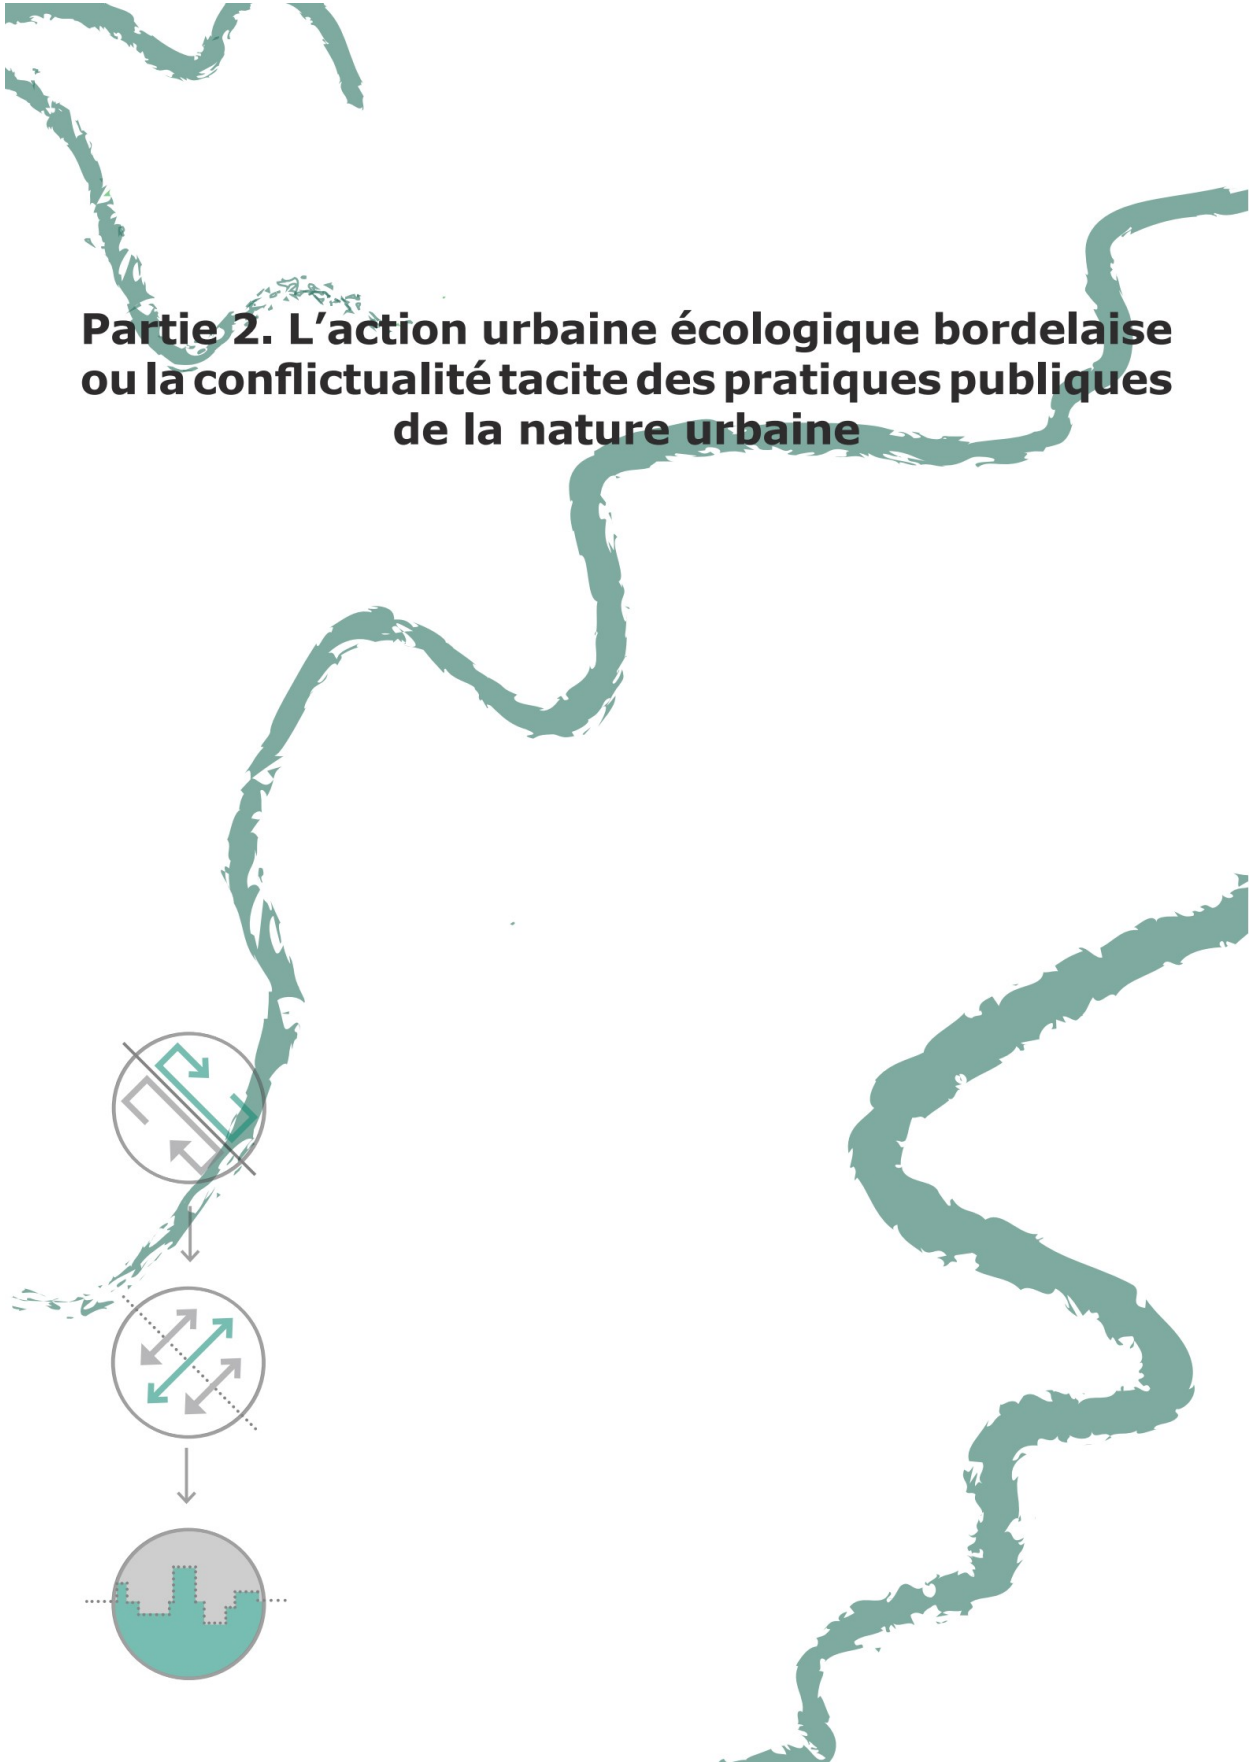 Partie 2. L’action urbaine écologique bordelaise
ou la conflictualité tacite des pratiques publiques
de la nature urbaine